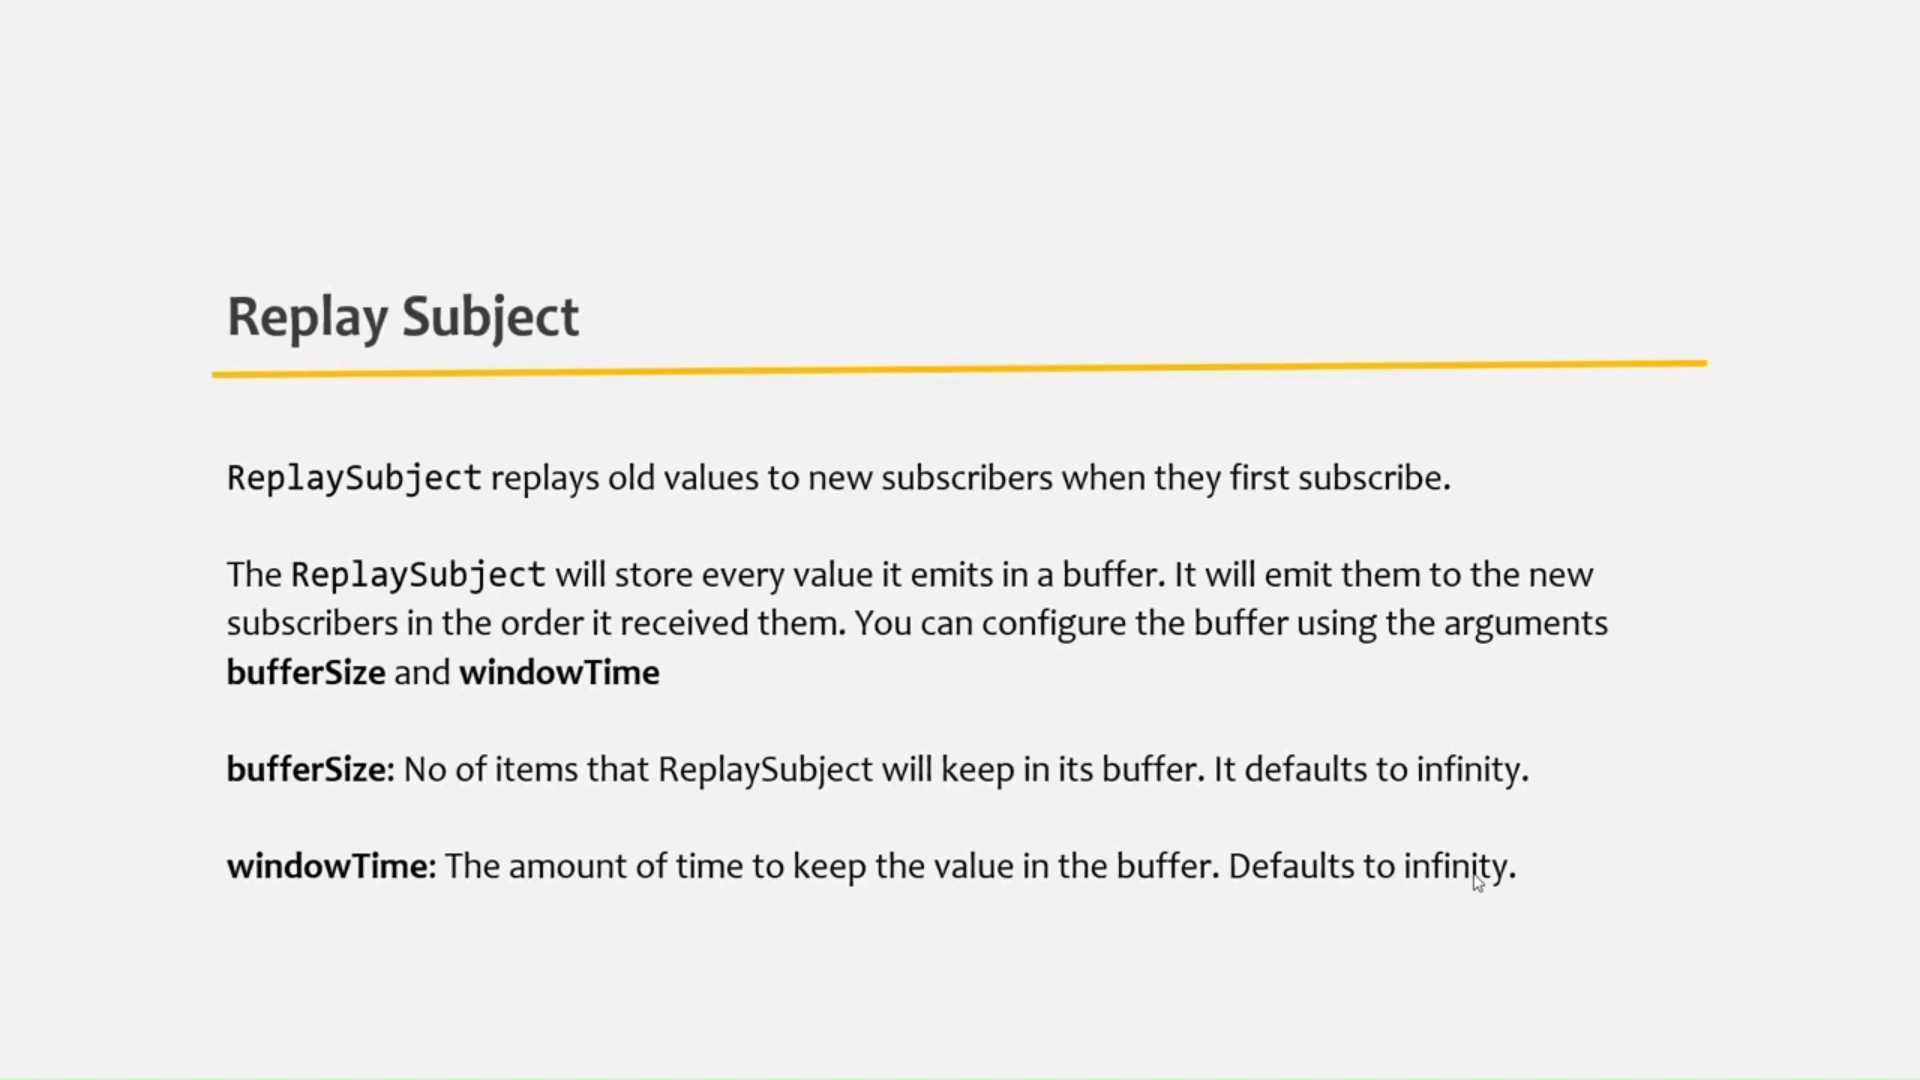 Replay Subject
ReplaySubject replays old values to new subscribers when they first subscribe.
The ReplaySubject will store every value it emits in a buffer. It will emit them to the new
subscribers in the order it received them. You can configure the buffer using the arguments
bufferSize and windowTime
bufferSize: No of items that ReplaySubject will keep in its buffer. It defaults to infinity.
windowTime: The amount of time to keep the value in the buffer. Defaults to infinity.